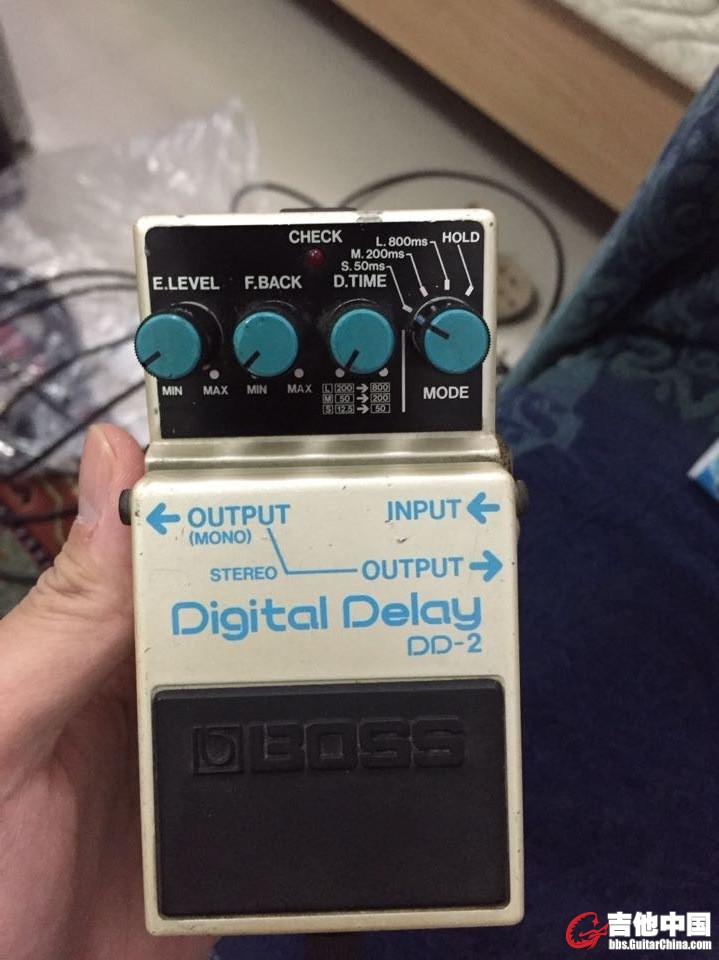 CHECK
HOLD
L. 800ms
M. 200ms
S. 50ms
E.LEVEL
F.BACK
D.TIME
MIN
MAX
MIN
MAX
L 200 → 800
M 50 → 200
S 12.5 → 50
MODE
← OUTPUT
(MONO)
INPUT ←
STEREO
OUTPUT →
Digital Delay
DD-2
BOSS
吉他中国
bbs.GuitarChina.com